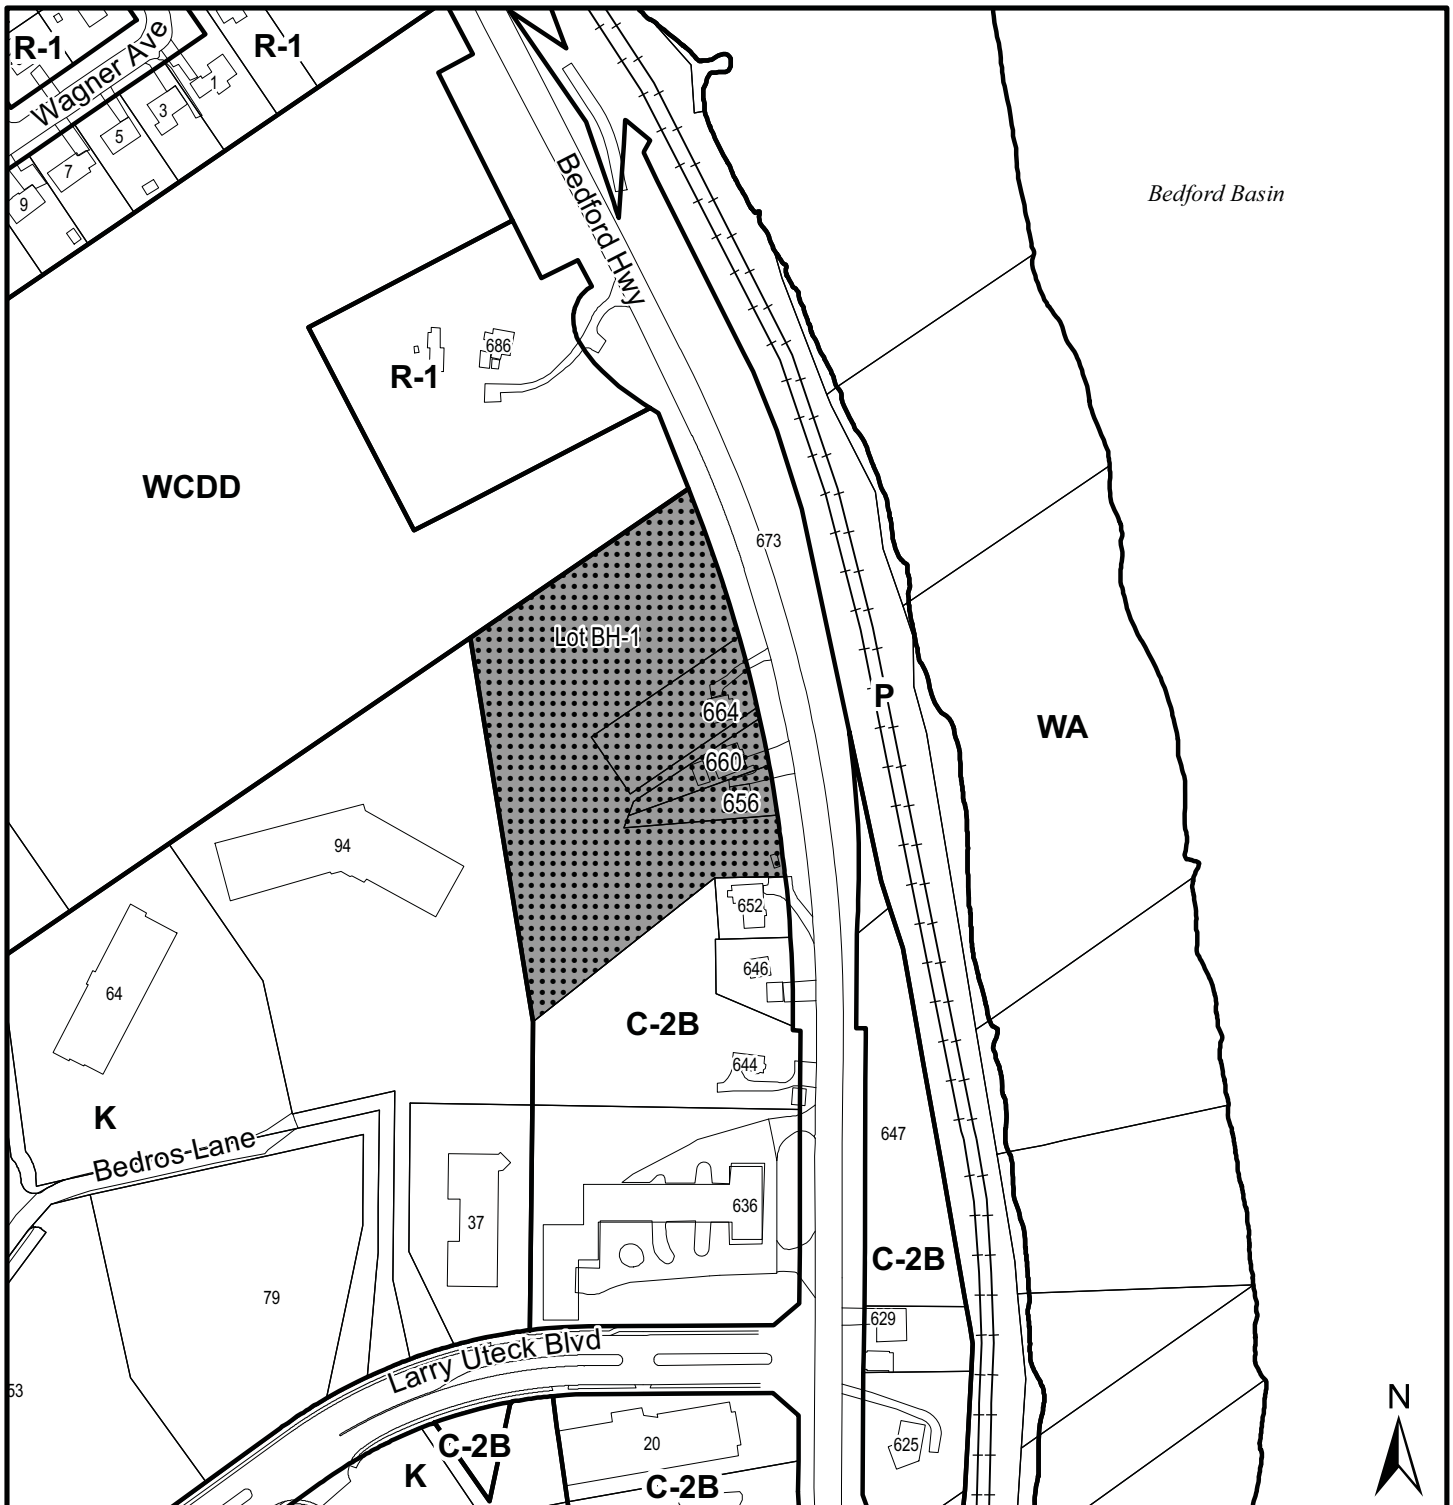 R-1
Wagner Ave
R-1
1
3
5
7
9
Bedford Basin
Bedford Hwy
686
R-1
WCDD
673
Lot BH-1
P
664
WA
660
656
94
652
646
64
C-2B
644
K
647
Bedros Lane
636
37
C-2B
79
629
Larry Uteck Blvd
53
N
C-2B
20
625
K
C-2B